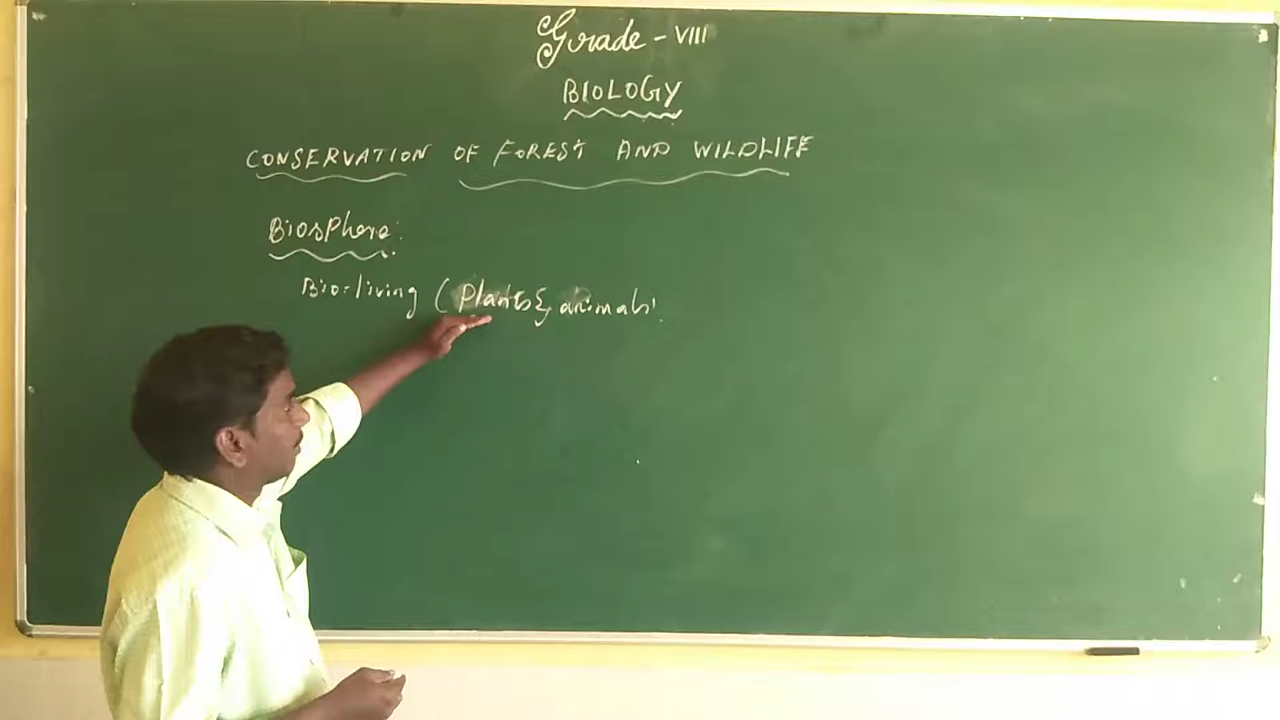 Grade - VIII
BIOLOGY
CONSERVATION OF FOREST AND WILDLIFE
Biosphere:
Bio=living (Plants & animals'.